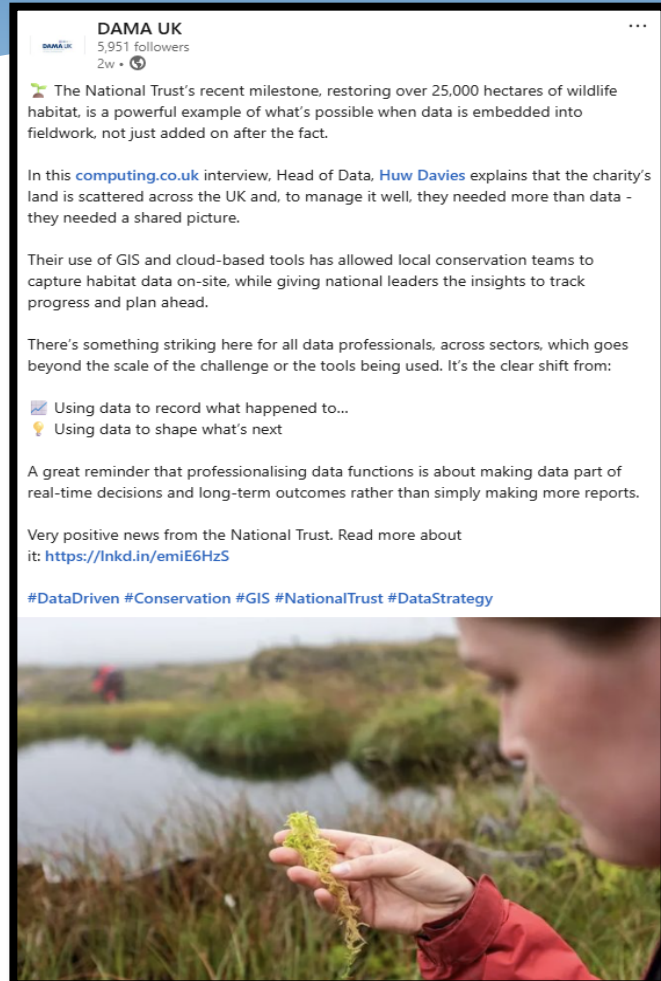 DAMA UK
DAMA UK
5,951 followers
2w •
🌱 The National Trust’s recent milestone, restoring over 25,000 hectares of wildlife
habitat, is a powerful example of what’s possible when data is embedded into
fieldwork, not just added on after the fact.
In this computing.co.uk interview, Head of Data, Huw Davies explains that the charity’s
land is scattered across the UK and, to manage it well, they needed more than data -
they needed a shared picture.
Their use of GIS and cloud-based tools has allowed local conservation teams to
capture habitat data on-site, while giving national leaders the insights to track
progress and plan ahead.
There’s something striking here for all data professionals, across sectors, which goes
beyond the scale of the challenge or the tools being used. It’s the clear shift from:
📈 Using data to record what happened to...
💡 Using data to shape what’s next
A great reminder that professionalising data functions is about making data part of
real-time decisions and long-term outcomes rather than simply making more reports.
Very positive news from the National Trust. Read more about
it: https://lnkd.in/emiE6HzS
#DataDriven #Conservation #GIS #NationalTrust #DataStrategy